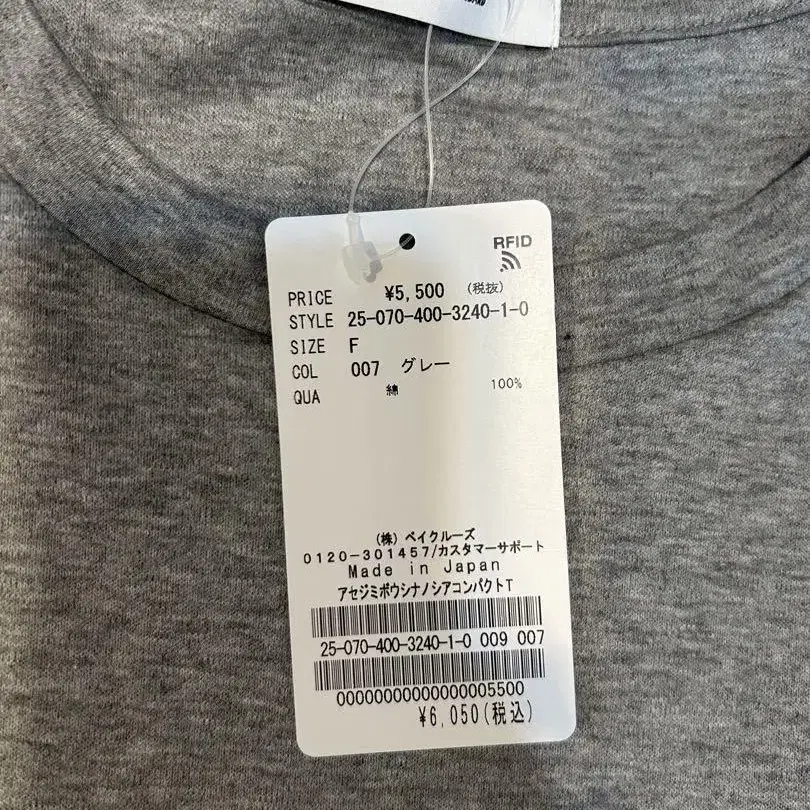 RFID
PRICE ¥5,500 (税抜)
STYLE 25-070-400-3240-1-0
SIZE F
COL 007 グレー
QUA 綿 100%
(株) ベイクルーズ
0120-301457/カスタマーサポート
Made in Japan
アセジミボウシナノシアコンパクトT
25-070-400-3240-1-0 009 007
00000000000000005500
¥6,050(税込)